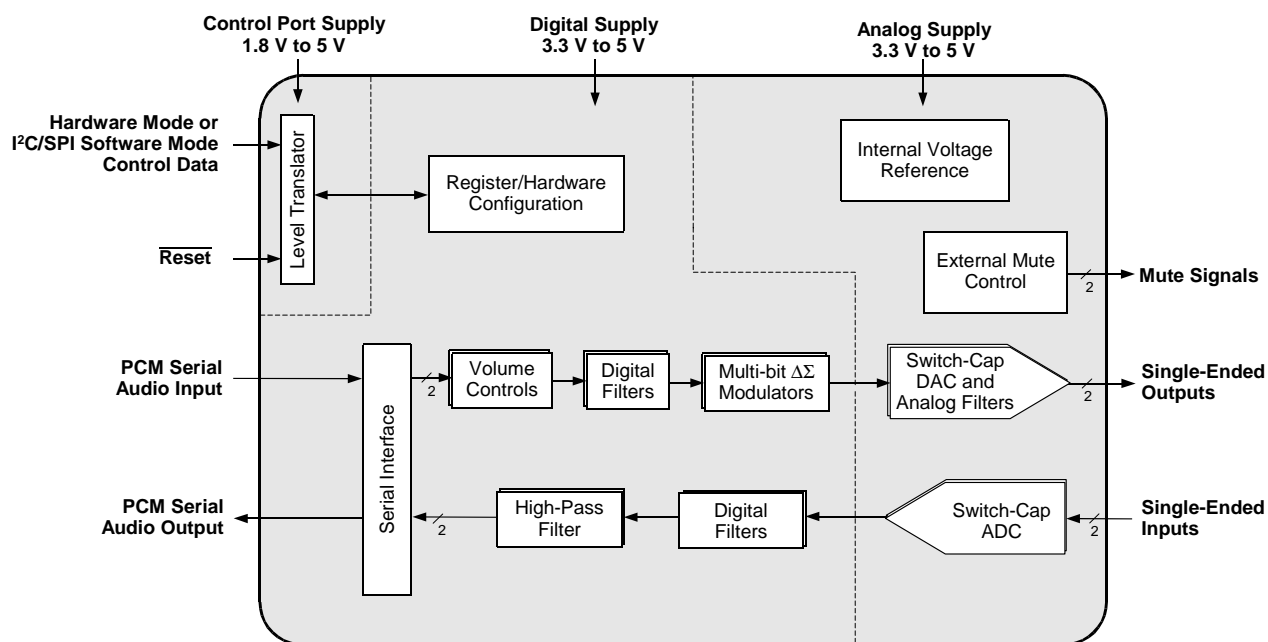 Control Port Supply
1.8 V to 5 V
Digital Supply
3.3 V to 5 V
Analog Supply
3.3 V to 5 V
Hardware Mode or
I²C/SPI Software Mode
Control Data
Reset
Level Translator
Register/Hardware
Configuration
Internal Voltage
Reference
External Mute
Control
2
Mute Signals
PCM Serial
Audio Input
Serial Interface
2
Volume
Controls
Digital
Filters
Multi-bit ΔΣ
Modulators
Switch-Cap
DAC and
Analog Filters
2
Single-Ended
Outputs
PCM Serial
Audio Output
2
High-Pass
Filter
Digital
Filters
Switch-Cap
ADC
2
Single-Ended
Inputs